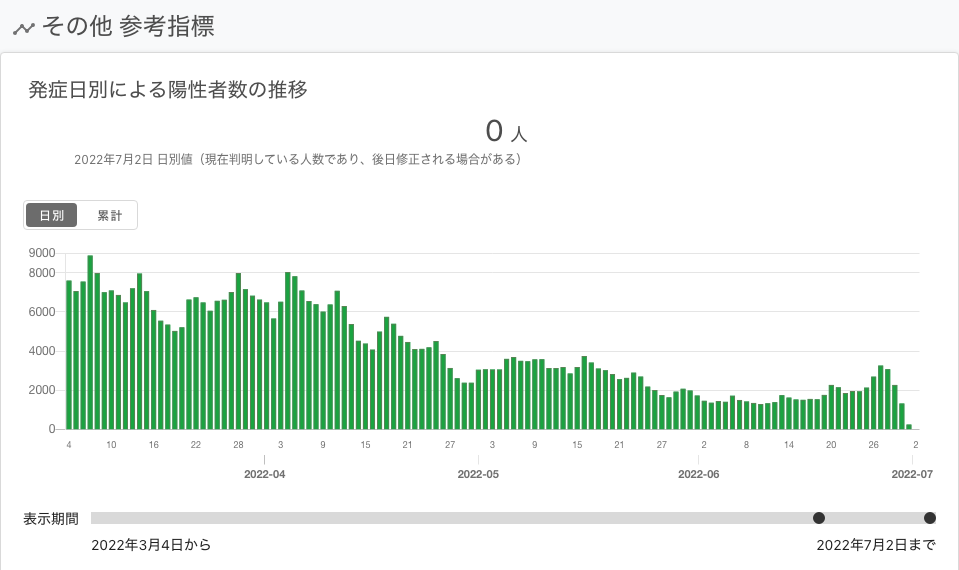 その他 参考指標
発症日別による陽性者数の推移
0 人
2022年7月2日 日別値（現在判明している人数であり、後日修正される場合がある）
日別 累計
9000
8000
6000
4000
2000
0
4 10 16 22 28 3 9 15 21 27 3 9 15 21 27 2 8 14 20 26 2
2022-04 2022-05 2022-06 2022-07
表示期間
2022年3月4日から 2022年7月2日まで